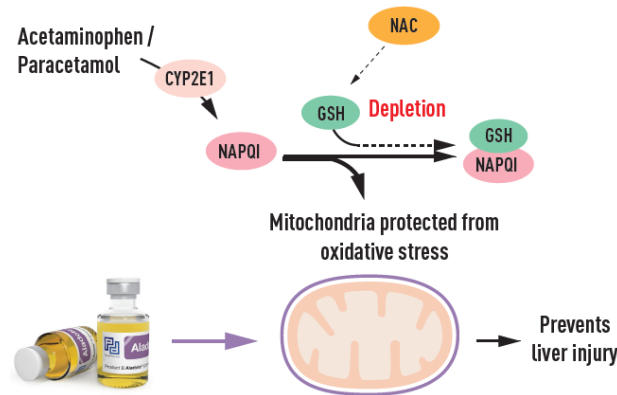 NAC
Acetaminophen /
Paracetamol
CYP2E1
GSH
Depletion
GSH
NAPQI
NAPQI
Mitochondria protected from
oxidative stress
Prevents
liver injury